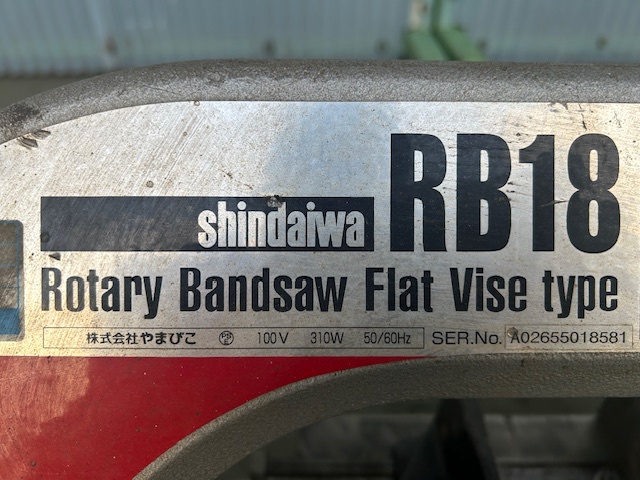 RB18
shindaiwa
Rotary Bandsaw Flat Vise type
株式会社やまびこ 100V 310W 50/60Hz SER.No. A02655018581